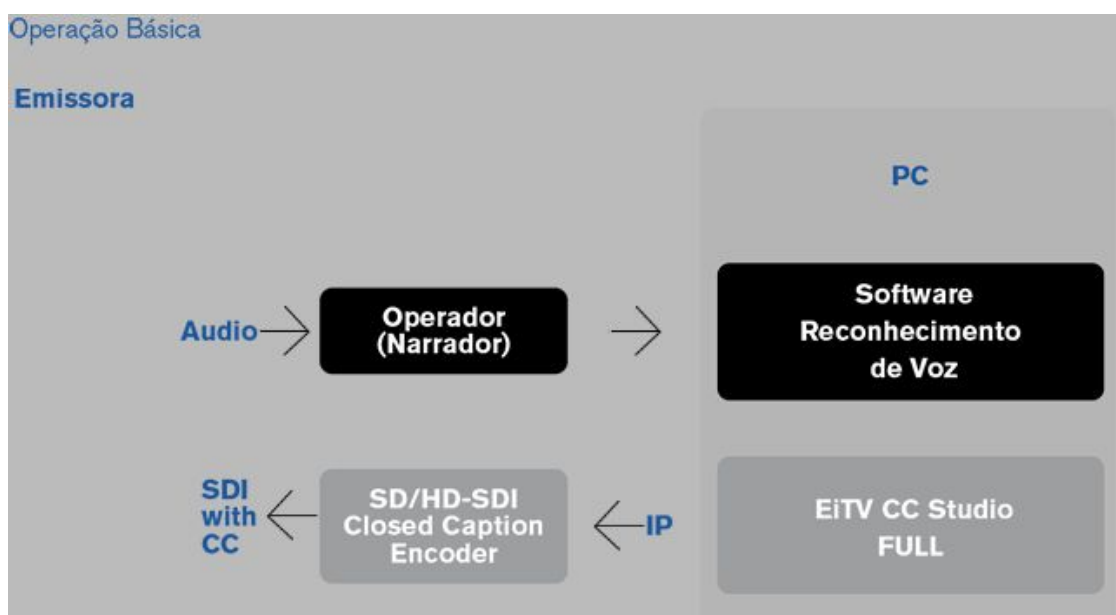 Operação Básica
Emissora
PC
Audio
Operador
(Narrador)
Software
Reconhecimento
de Voz
SDI
with
CC
SD/HD-SDI
Closed Caption
Encoder
IP
EiTV CC Studio
FULL